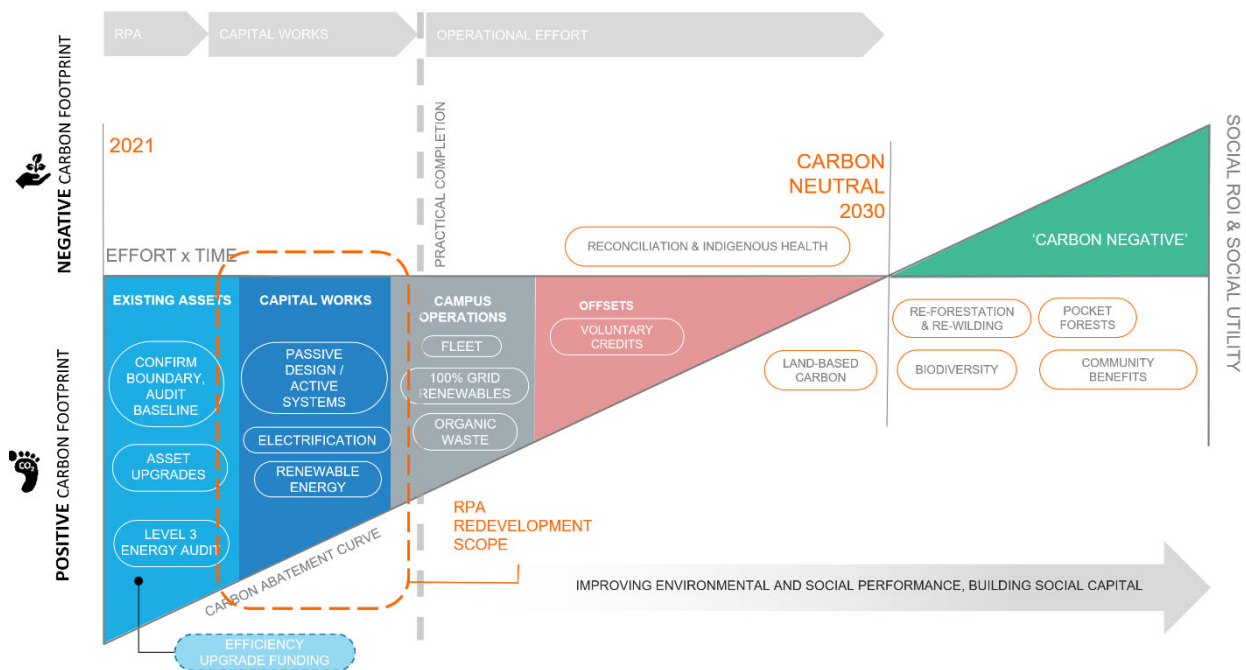 RPA
CAPITAL WORKS
OPERATIONAL EFFORT
NEGATIVE CARBON FOOTPRINT
POSITIVE CARBON FOOTPRINT
2021
EFFORT x TIME
PRACTICAL COMPLETION
CARBON
NEUTRAL
2030
RECONCILIATION & INDIGENOUS HEALTH
'CARBON NEGATIVE'
SOCIAL ROI & SOCIAL UTILITY
EXISTING ASSETS
CONFIRM
BOUNDARY,
AUDIT
BASELINE
ASSET
UPGRADES
LEVEL 3
ENERGY AUDIT
EFFICIENCY
UPGRADE FUNDING
CAPITAL WORKS
PASSIVE
DESIGN /
ACTIVE
SYSTEMS
ELECTRIFICATION
RENEWABLE
ENERGY
CAMPUS
OPERATIONS
FLEET
100% GRID
RENEWABLES
ORGANIC
WASTE
OFFSETS
VOLUNTARY
CREDITS
LAND-BASED
CARBON
RE-FORESTATION
& RE-WILDING
POCKET
FORESTS
BIODIVERSITY
COMMUNITY
BENEFITS
CO₂
CARBON ABATEMENT CURVE
RPA
REDEVELOPMENT
SCOPE
IMPROVING ENVIRONMENTAL AND SOCIAL PERFORMANCE, BUILDING SOCIAL CAPITAL